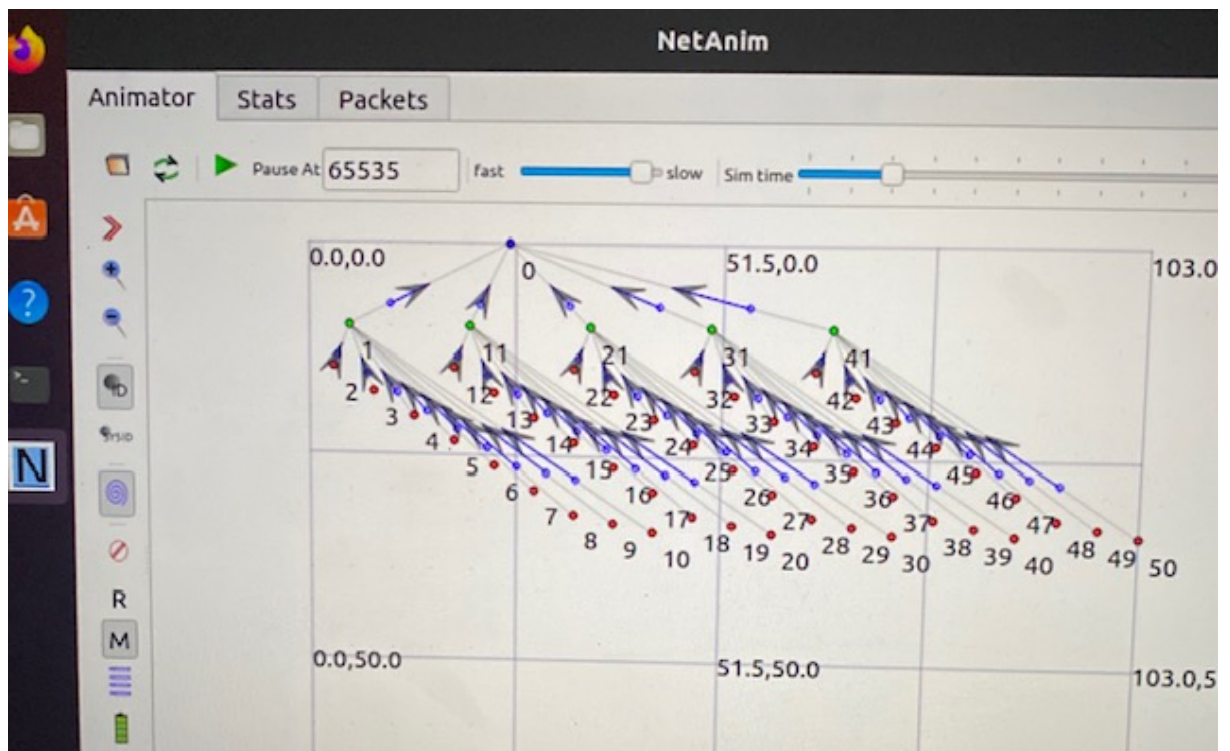 NetAnim
Animator Stats Packets
Pause At 65535 fast slow Sim time
0.0,0.0 0 51.5,0.0 103.0
1 11 21 31 41
2 12 22 32 42
3 13 23 33 43
4 14 24 34 44
5 15 25 35 45
6 16 26 36 46
7 17 27 37 47
8 18 28 38 48
9 19 29 39 49
10 20 30 40 50
ID
SYSID
R
M
0.0,50.0 51.5,50.0 103.0,5
A
?
>_
N